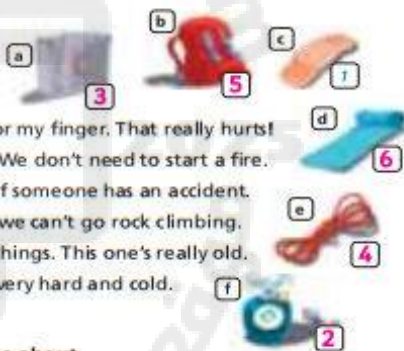 a
b
c
3
5
1
or my finger. That really hurts!
d
We don't need to start a fire.
6
f someone has an accident.
e
we can't go rock climbing.
things. This one's really old.
4
very hard and cold.
f
2